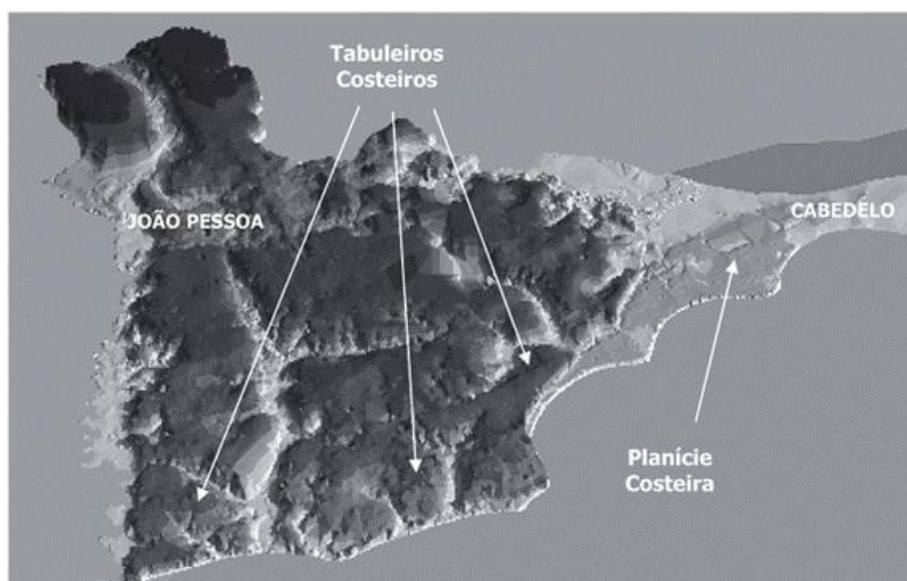 Tabuleiros
Costeiros
JOÃO PESSOA
CABEDELO
Planície
Costeira